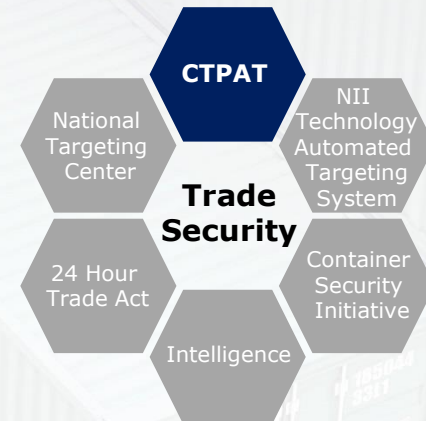 CTPAT
NII
Technology
Automated
Targeting
System
National
Targeting
Center
Trade
Security
24 Hour
Trade Act
Container
Security
Initiative
Intelligence